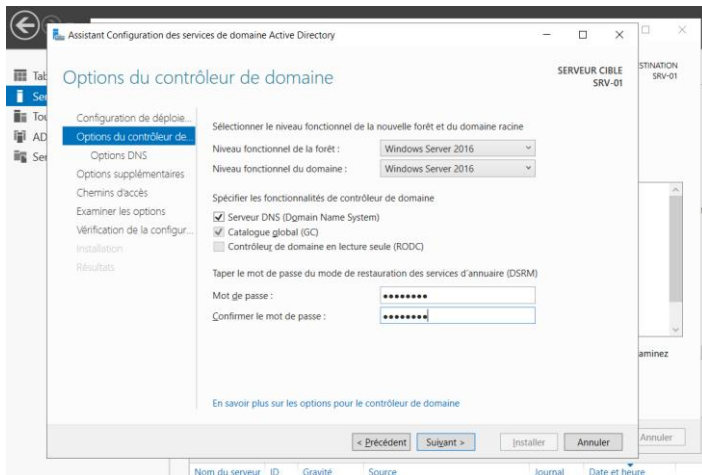 Assistant Configuration des services de domaine Active Directory
Options du contrôleur de domaine
SERVEUR CIBLE
SRV-01
STINATION
SRV-01
Tab
Ser
Tou
AD
Ser
Configuration de déploie...
Options du contrôleur de...
Options DNS
Options supplémentaires
Chemins d'accès
Examiner les options
Vérification de la configur...
Installation
Résultats
Sélectionner le niveau fonctionnel de la nouvelle forêt et du domaine racine
Niveau fonctionnel de la forêt : Windows Server 2016
Niveau fonctionnel du domaine : Windows Server 2016
Spécifier les fonctionnalités de contrôleur de domaine
Serveur DNS (Domain Name System)
Catalogue global (GC)
Contrôleur de domaine en lecture seule (RODC)
Taper le mot de passe du mode de restauration des services d'annuaire (DSRM)
Mot de passe : ●●●●●●●●
Confirmer le mot de passe : ●●●●●●●●
aminez
En savoir plus sur les options pour le contrôleur de domaine
< Précédent Suivant > Installer Annuler
Annuler
Nom du serveur ID Gravité Source Journal Date et heure